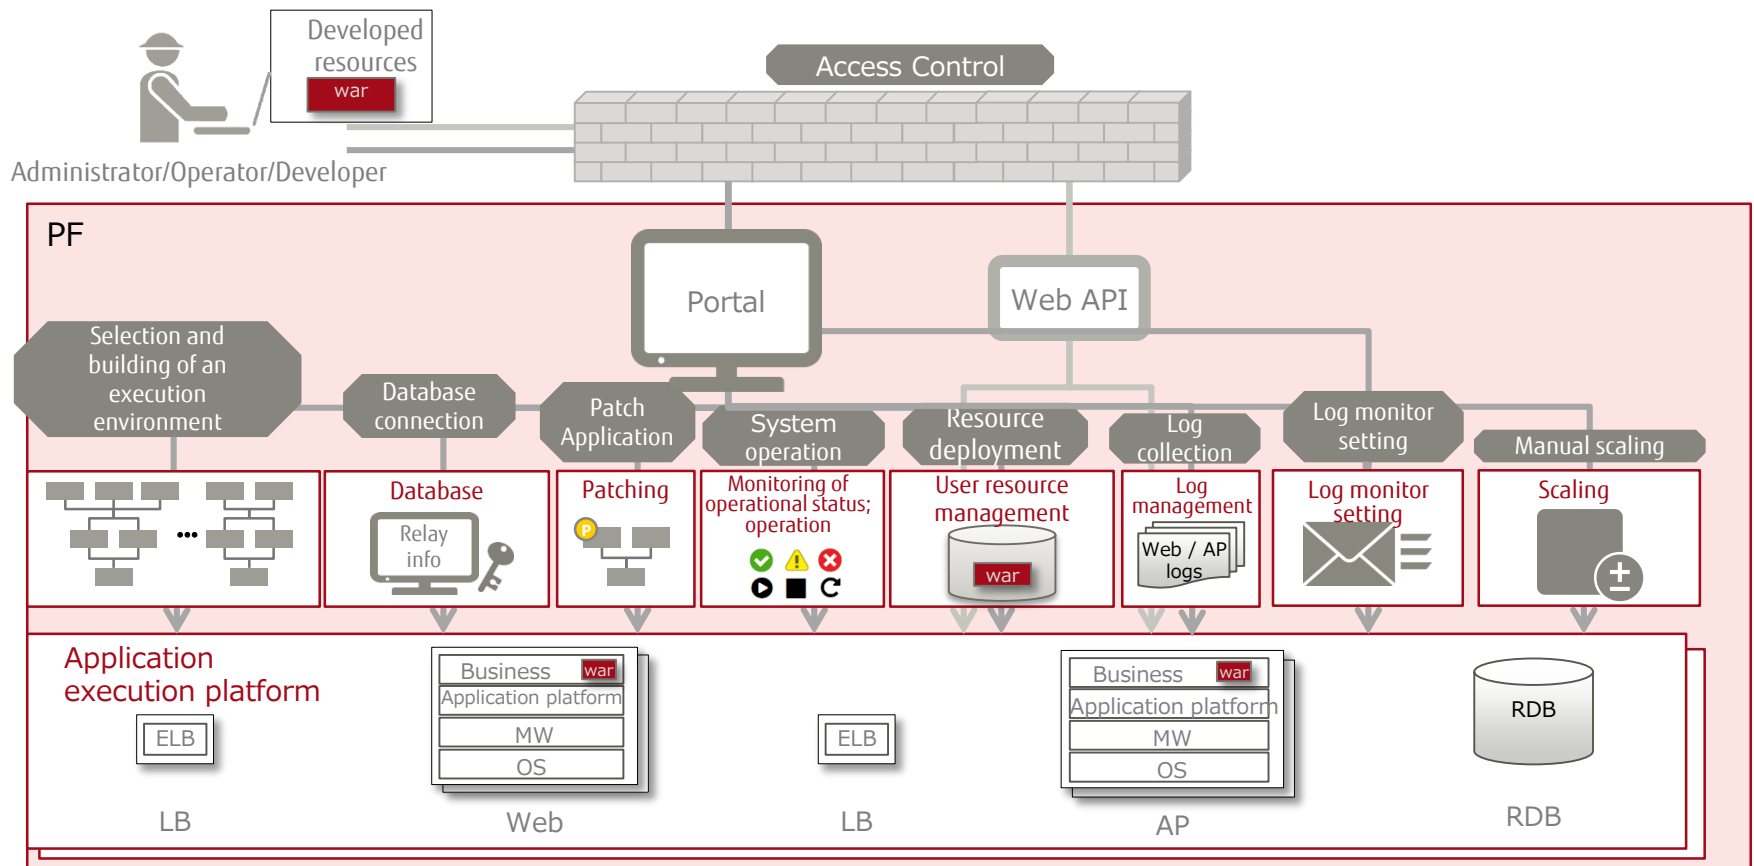 Developed
resources
war
Access Control
Administrator/Operator/Developer
PF
Portal
Web API
Selection and
building of an
execution
environment
Database
connection
Patch
Application
System
operation
Resource
deployment
Log
collection
Log monitor
setting
Manual scaling
Database
Relay
info
Patching
P
Monitoring of
operational status;
operation
User resource
management
war
Log
management
Web / AP
logs
Log monitor
setting
Scaling
Application
execution platform
ELB
LB
Business
war
Application platform
MW
OS
Web
ELB
LB
Business
war
Application platform
MW
OS
AP
RDB
RDB